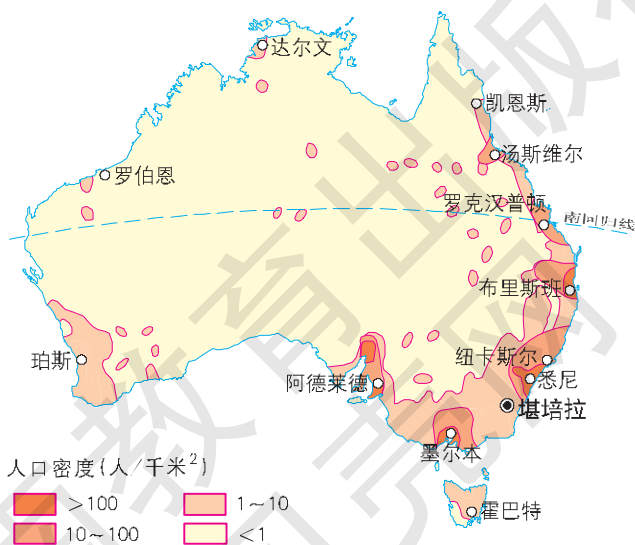 达尔文
凯恩斯
汤斯维尔
罗伯恩
罗克汉普顿
南回归线
布里斯班
珀斯
纽卡斯尔
阿德莱德
悉尼
堪培拉
墨尔本
人口密度(人/千米²)
>100 1~10
10~100 <1
霍巴特